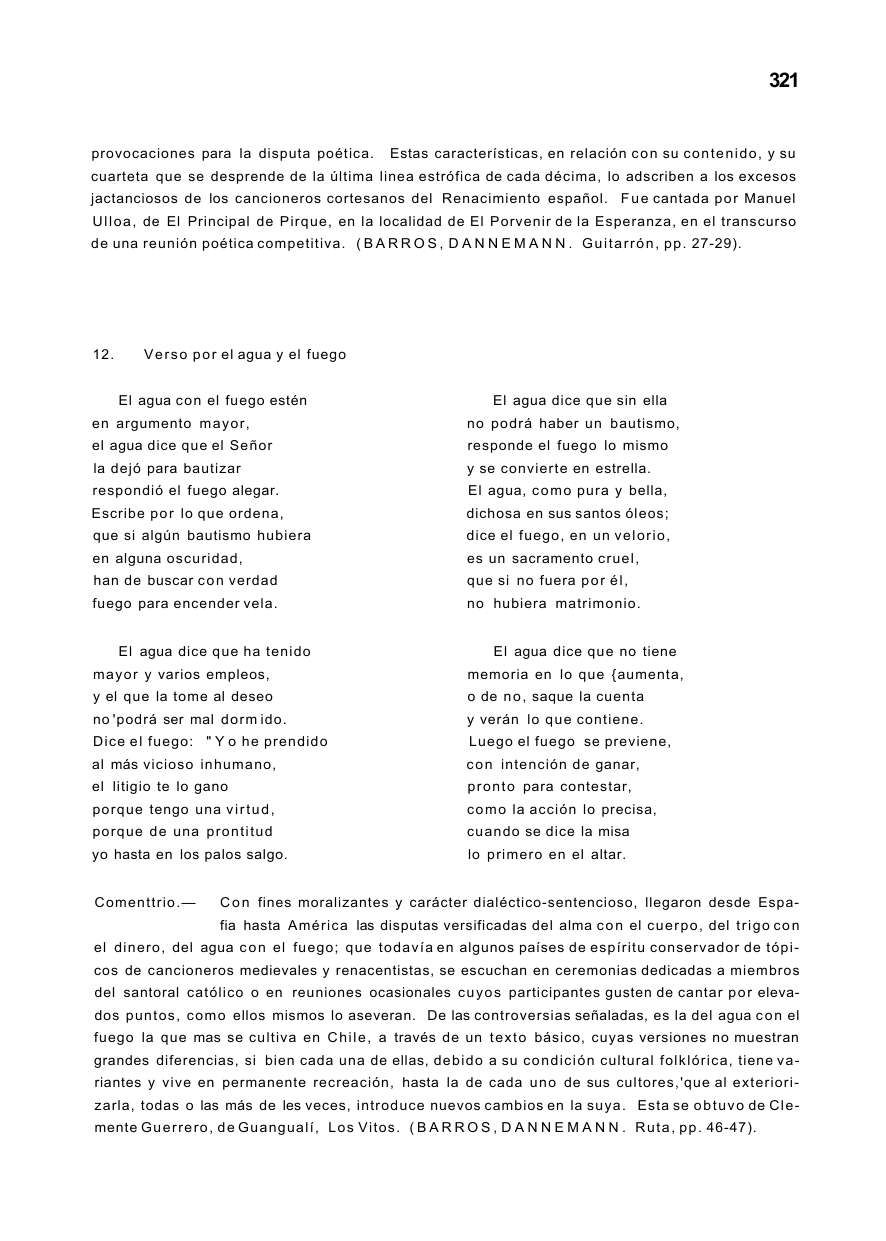 321
provocaciones para la disputa poética. Estas características, en relación con su contenido, y su
cuarteta que se desprende de la última linea estrófica de cada décima, lo adscriben a los excesos
jactanciosos de los cancioneros cortesanos del Renacimiento español. Fue cantada por Manuel
Ulloa, de El Principal de Pirque, en la localidad de El Porvenir de la Esperanza, en el transcurso
de una reunión poética competitiva. (BARROS, DANNEMANN. Guitarrón, pp. 27-29).
12. Verso por el agua y el fuego
El agua con el fuego estén
en argumento mayor,
el agua dice que el Señor
la dejó para bautizar
respondió el fuego alegar.
Escribe por lo que ordena,
que si algún bautismo hubiera
en alguna oscuridad,
han de buscar con verdad
fuego para encender vela.
El agua dice que ha tenido
mayor y varios empleos,
y el que la tome al deseo
no 'podrá ser mal dormido.
Dice el fuego: "Yo he prendido
al más vicioso inhumano,
el litigio te lo gano
porque tengo una virtud,
porque de una prontitud
yo hasta en los palos salgo.
El agua dice que sin ella
no podrá haber un bautismo,
responde el fuego lo mismo
y se convierte en estrella.
El agua, como pura y bella,
dichosa en sus santos óleos;
dice el fuego, en un velorio,
es un sacramento cruel,
que si no fuera por él,
no hubiera matrimonio.
El agua dice que no tiene
memoria en lo que {aumenta,
o de no, saque la cuenta
y verán lo que contiene.
Luego el fuego se previene,
con intención de ganar,
pronto para contestar,
como la acción lo precisa,
cuando se dice la misa
lo primero en el altar.
Comenttrio.— Con fines moralizantes y carácter dialéctico-sentencioso, llegaron desde Espa-
fia hasta América las disputas versificadas del alma con el cuerpo, del trigo con
el dinero, del agua con el fuego; que todavía en algunos países de espíritu conservador de tópi-
cos de cancioneros medievales y renacentistas, se escuchan en ceremonias dedicadas a miembros
del santoral católico o en reuniones ocasionales cuyos participantes gusten de cantar por eleva-
dos puntos, como ellos mismos lo aseveran. De las controversias señaladas, es la del agua con el
fuego la que mas se cultiva en Chile, a través de un texto básico, cuyas versiones no muestran
grandes diferencias, si bien cada una de ellas, debido a su condición cultural folklórica, tiene va-
riantes y vive en permanente recreación, hasta la de cada uno de sus cultores,'que al exteriori-
zarla, todas o las más de les veces, introduce nuevos cambios en la suya. Esta se obtuvo de Cle-
mente Guerrero, de Guangualí, Los Vitos. (BARROS, DANNEMANN. Ruta, pp. 46-47).